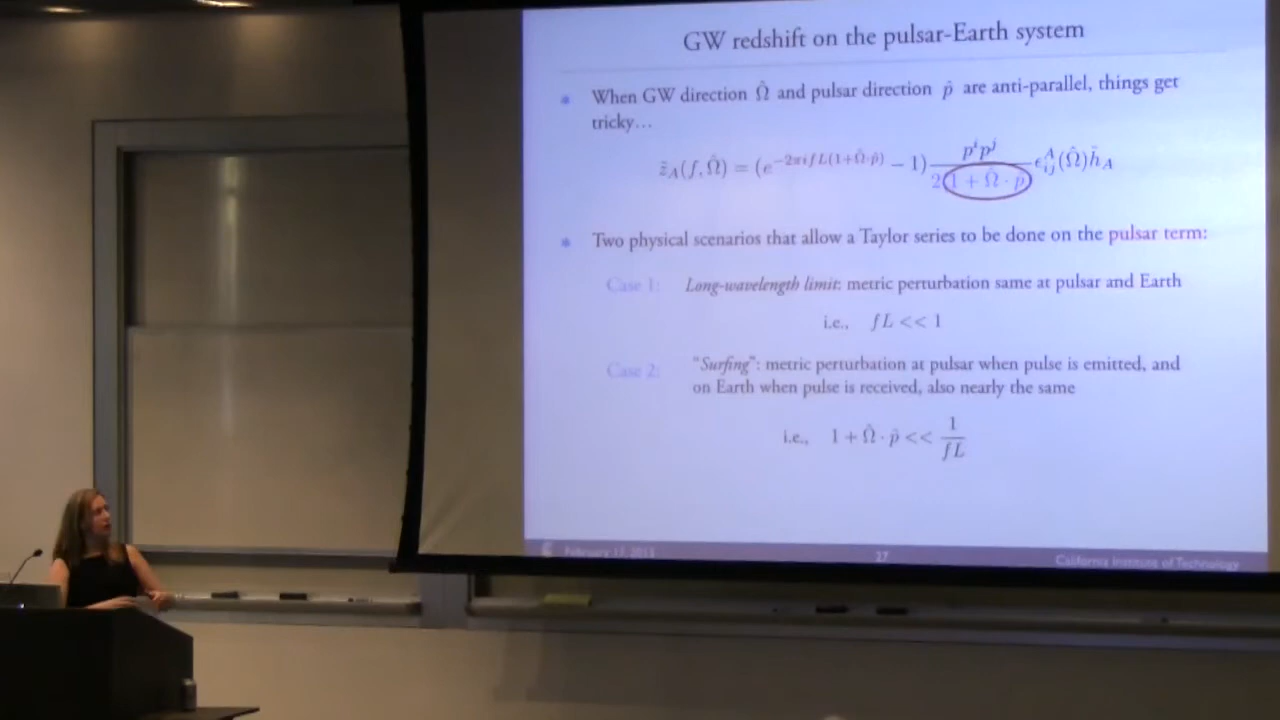 GW redshift on the pulsar-Earth system
When GW direction Ω̂ and pulsar direction p̂ are anti-parallel, things get
tricky...
z̃_A(f, Ω̂) = (e^{-2πifL(1+Ω̂·p̂)} − 1) p^i p^j / 2(1 + Ω̂ · p̂) ϵ^A_{ij}(Ω̂)h̃_A
Two physical scenarios that allow a Taylor series to be done on the pulsar term:
Case 1: Long-wavelength limit: metric perturbation same at pulsar and Earth
i.e., fL << 1
Case 2: "Surfing": metric perturbation at pulsar when pulse is emitted, and
on Earth when pulse is received, also nearly the same
i.e., 1 + Ω̂ · p̂ << 1 / fL
27 California Institute of Technology